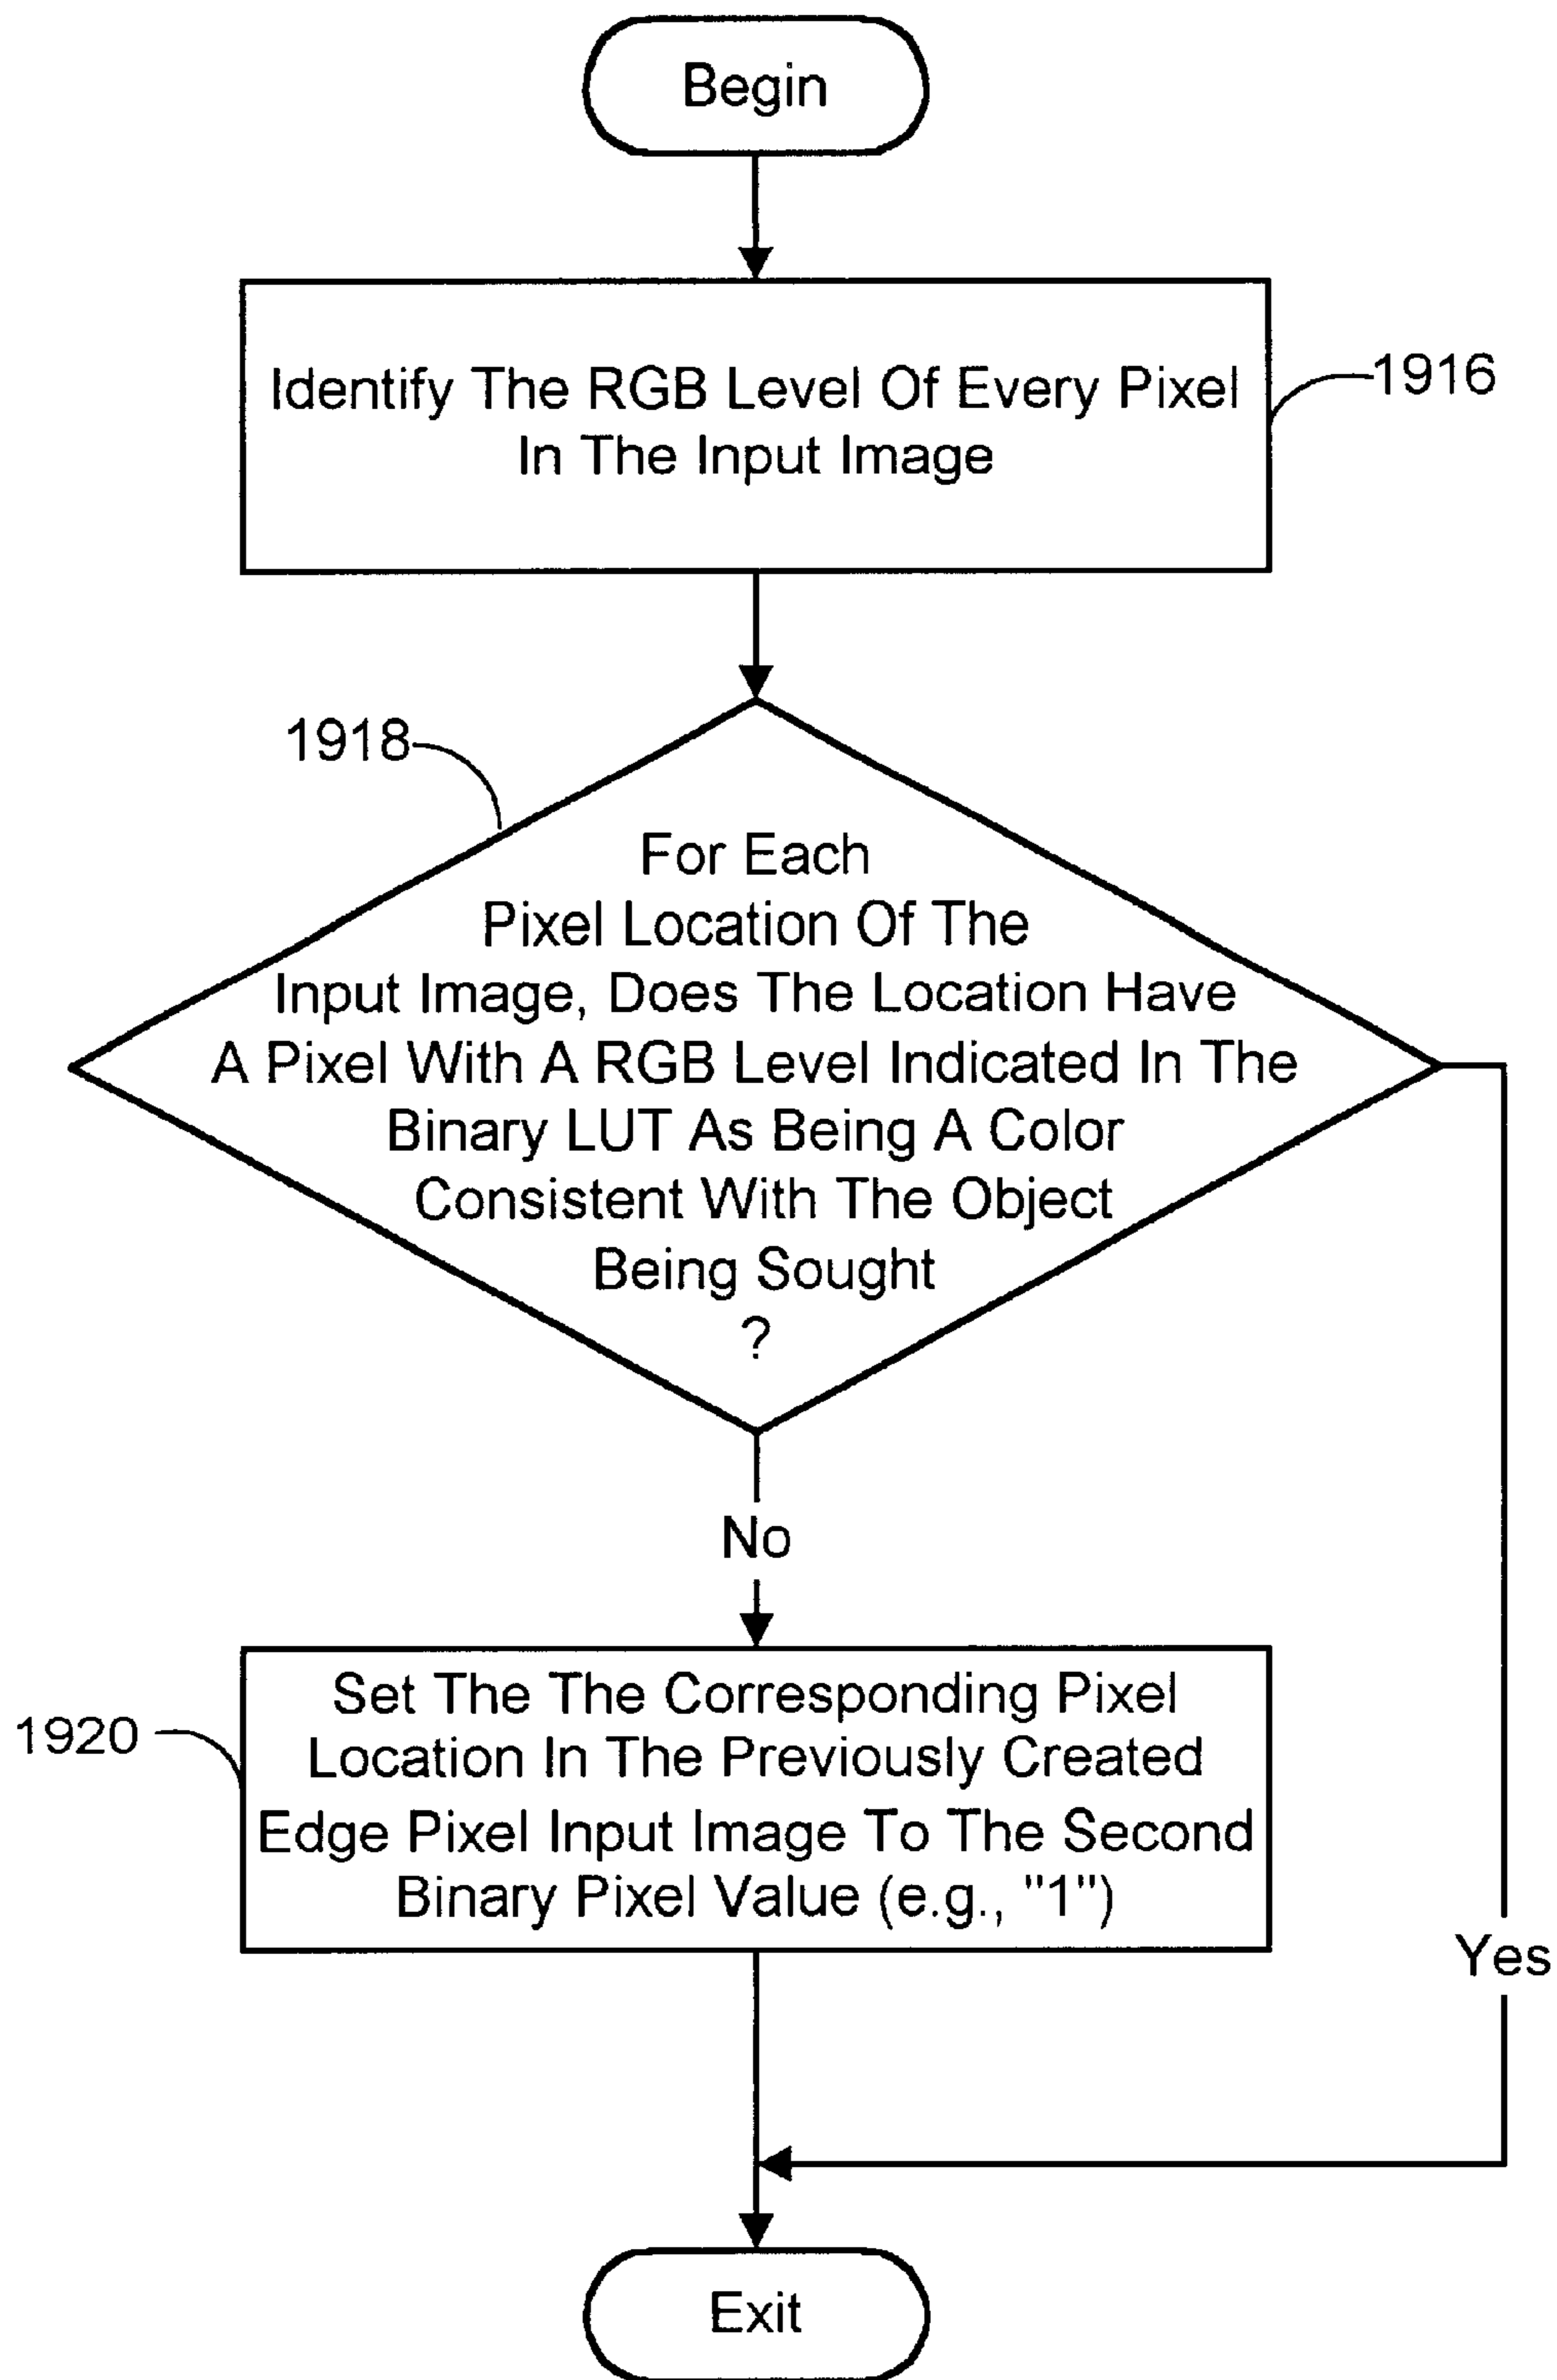 Begin
Identify The RGB Level Of Every Pixel
In The Input Image
1916
1918
For Each
Pixel Location Of The
Input Image, Does The Location Have
A Pixel With A RGB Level Indicated In The
Binary LUT As Being A Color
Consistent With The Object
Being Sought
?
No
Set The The Corresponding Pixel
Location In The Previously Created
Edge Pixel Input Image To The Second
Binary Pixel Value (e.g., "1")
1920
Yes
Exit